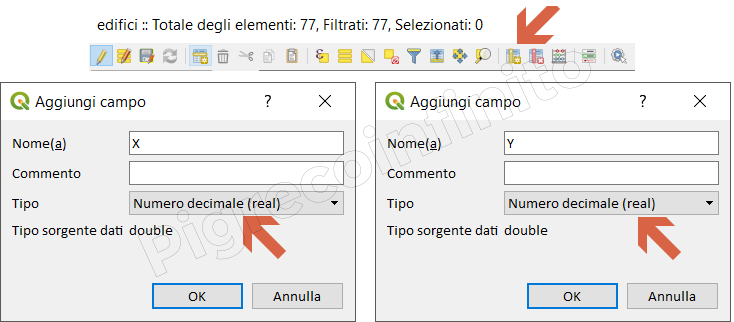 edifici :: Totale degli elementi: 77, Filtrati: 77, Selezionati: 0
Aggiungi campo
Nome(a) X
Commento
Tipo Numero decimale (real)
Tipo sorgente dati double
OK Annulla
Aggiungi campo
Nome(a) Y
Commento
Tipo Numero decimale (real)
Tipo sorgente dati double
OK Annulla
Pigrecoinfinito